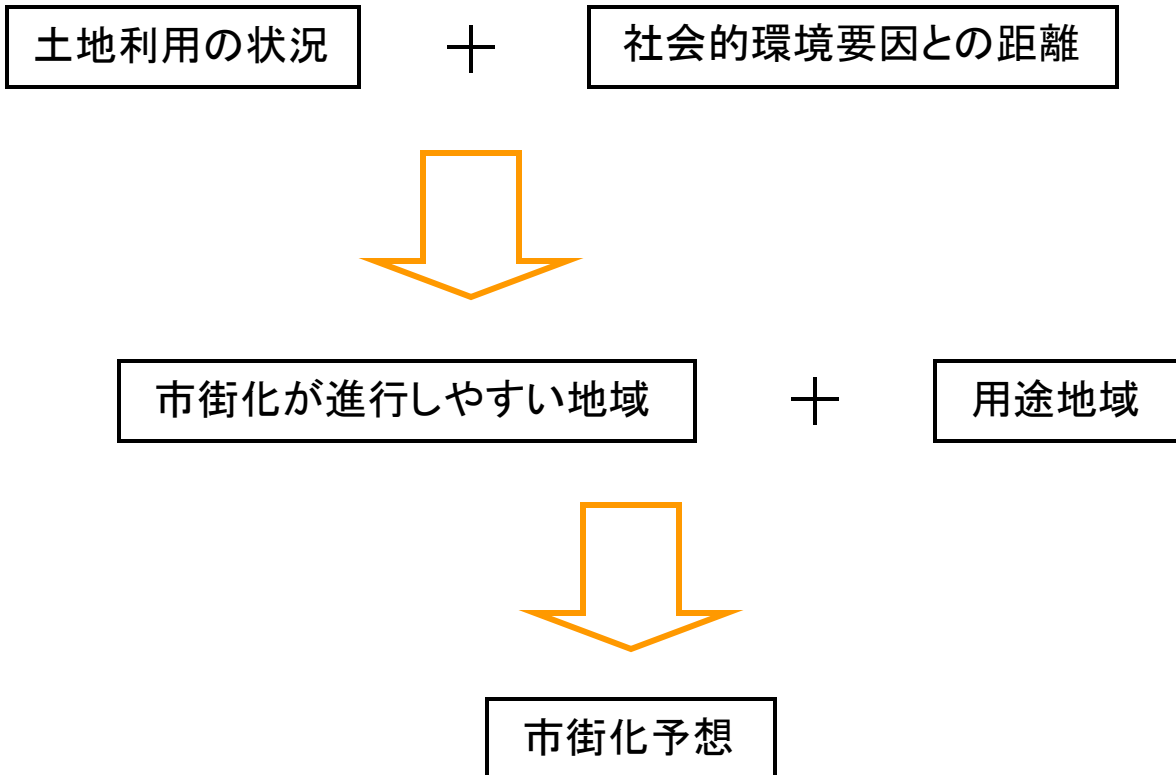 土地利用の状況
＋
社会的環境要因との距離
市街化が進行しやすい地域
＋
用途地域
市街化予想